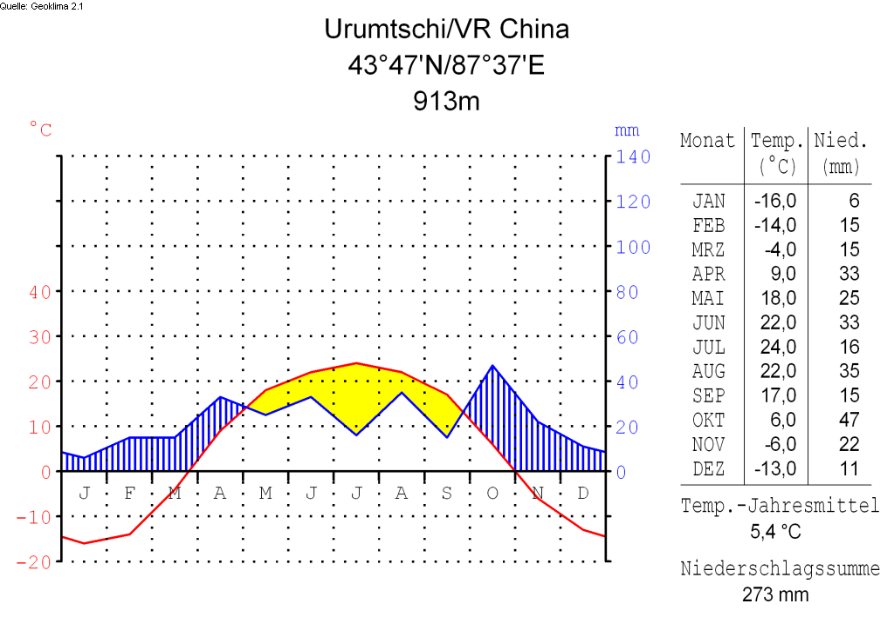 Quelle: Geoklima 2.1
Urumtschi/VR China
43°47'N/87°37'E
913m
°C
mm
140
120
100
40 80
30 60
20 40
10 20
0 0
-10
-20
J F M A M J J A S O N D
Monat Temp. Nied.
(°C) (mm)
JAN -16,0 6
FEB -14,0 15
MRZ -4,0 15
APR 9,0 33
MAI 18,0 25
JUN 22,0 33
JUL 24,0 16
AUG 22,0 35
SEP 17,0 15
OKT 6,0 47
NOV -6,0 22
DEZ -13,0 11
Temp.-Jahresmittel
5,4 °C
Niederschlagssumme
273 mm